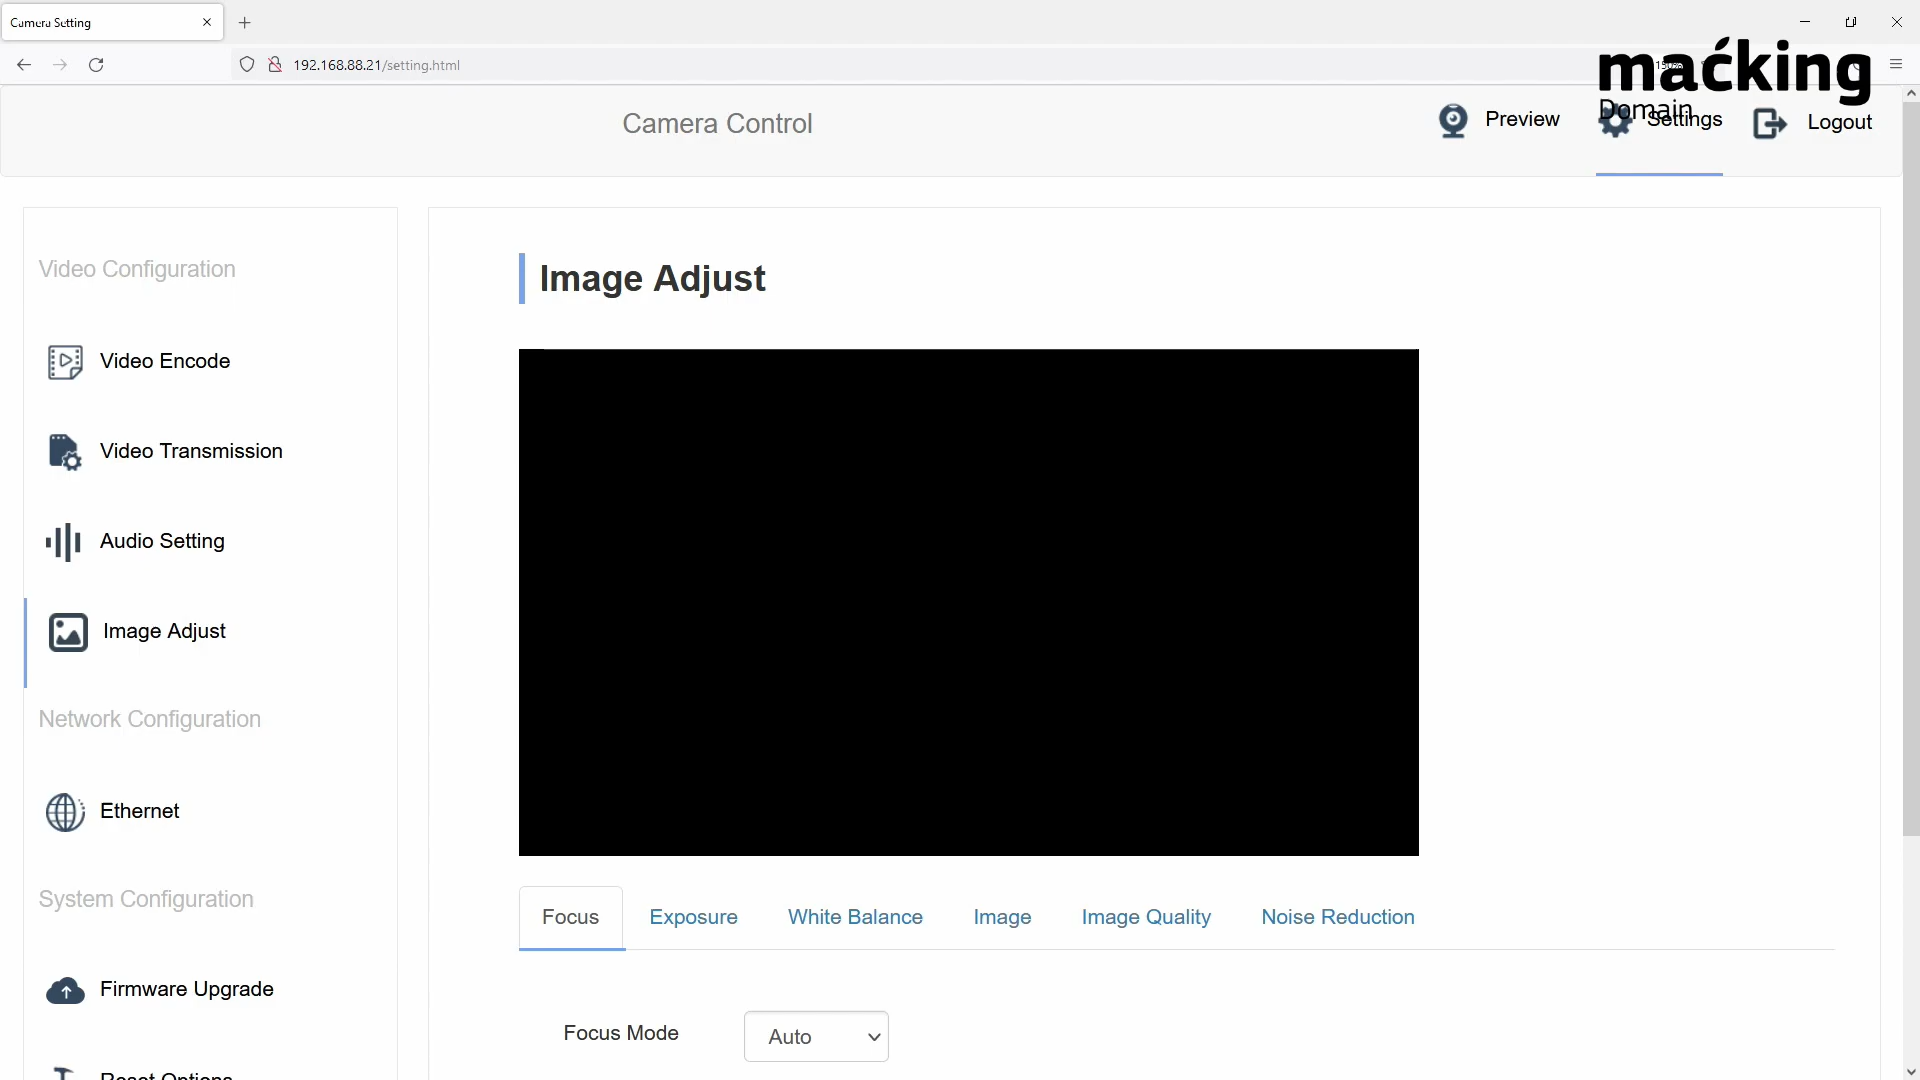 Camera Setting
192.168.88.21/setting.html
maćking
Domain
Camera Control
Preview
Settings
Logout
Video Configuration
Video Encode
Video Transmission
Audio Setting
Image Adjust
Network Configuration
Ethernet
System Configuration
Firmware Upgrade
Reset Options
Image Adjust
Focus
Exposure
White Balance
Image
Image Quality
Noise Reduction
Focus Mode
Auto